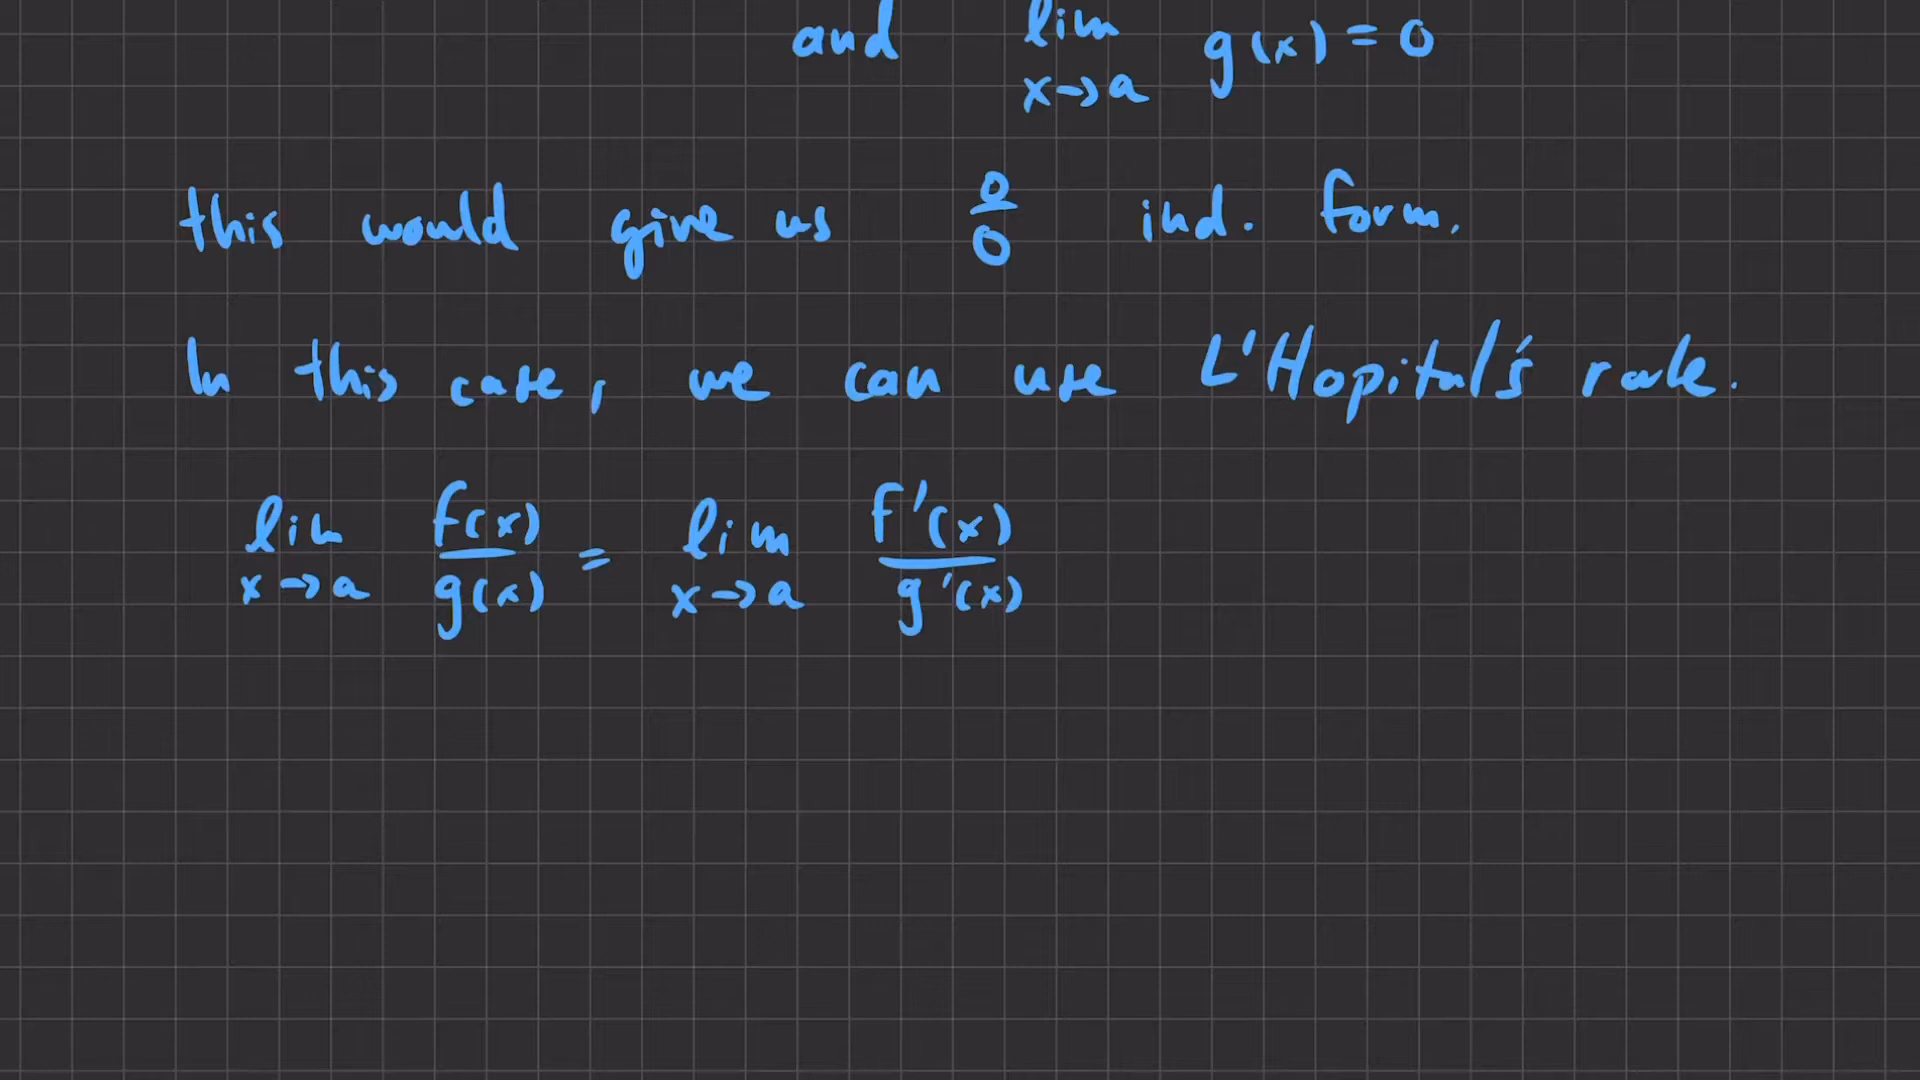 and lim x→a g(x) = 0
this would give us 0/0 ind. form.
In this case, we can use L'Hopital's rule.
lim x→a f(x)/g(x) = lim x→a f'(x)/g'(x)